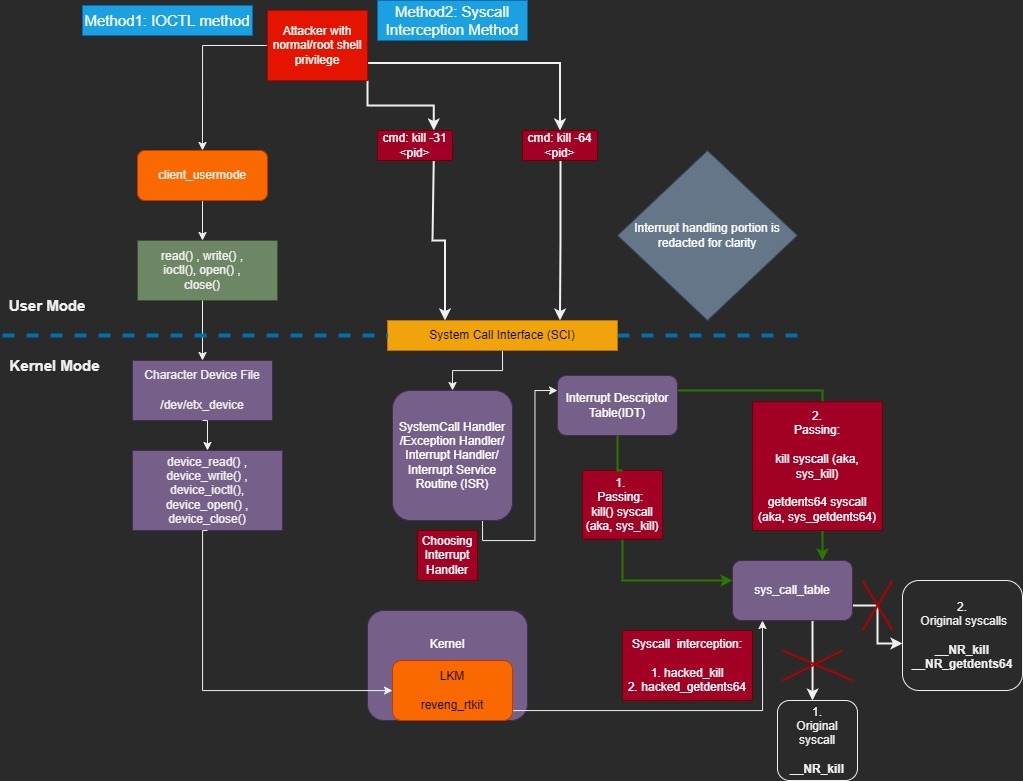 Method1: IOCTL method
Attacker with
normal/root shell
privilege
Method2: Syscall
Interception Method
cmd: kill -31
<pid>
cmd: kill -64
<pid>
client_usermode
Interrupt handling portion is
redacted for clarity
read() , write() ,
ioctl(), open() ,
close()
User Mode
System Call Interface (SCI)
Kernel Mode
Character Device File
/dev/etx_device
SystemCall Handler
/Exception Handler/
Interrupt Handler/
Interrupt Service
Routine (ISR)
Interrupt Descriptor
Table(IDT)
2.
Passing:
kill syscall (aka,
sys_kill)
getdents64 syscall
(aka, sys_getdents64)
device_read() ,
device_write() ,
device_ioctl(),
device_open() ,
device_close()
1.
Passing:
kill() syscall
(aka, sys_kill)
Choosing
Interrupt
Handler
sys_call_table
2.
Original syscalls
__NR_kill
__NR_getdents64
Kernel
LKM
reveng_rtkit
Syscall interception:
1. hacked_kill
2. hacked_getdents64
1.
Original
syscall
__NR_kill